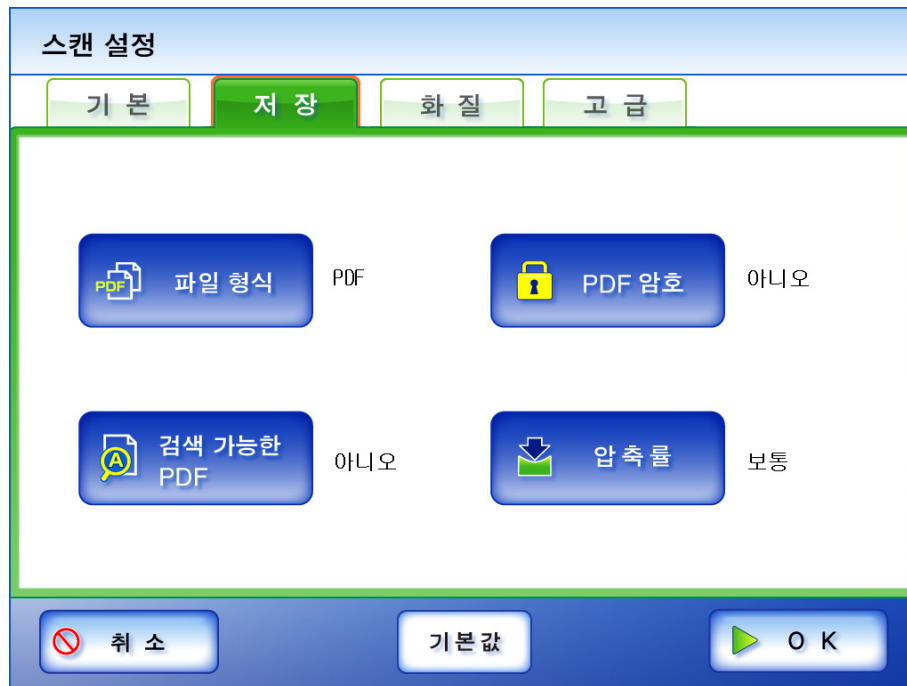 스캔 설정
기 본 저 장 화 질 고 급
PDF 파일 형식 PDF PDF 암호 아니오
A 검색 가능한
PDF 아니오 압축률 보통
취 소 기본값 O K